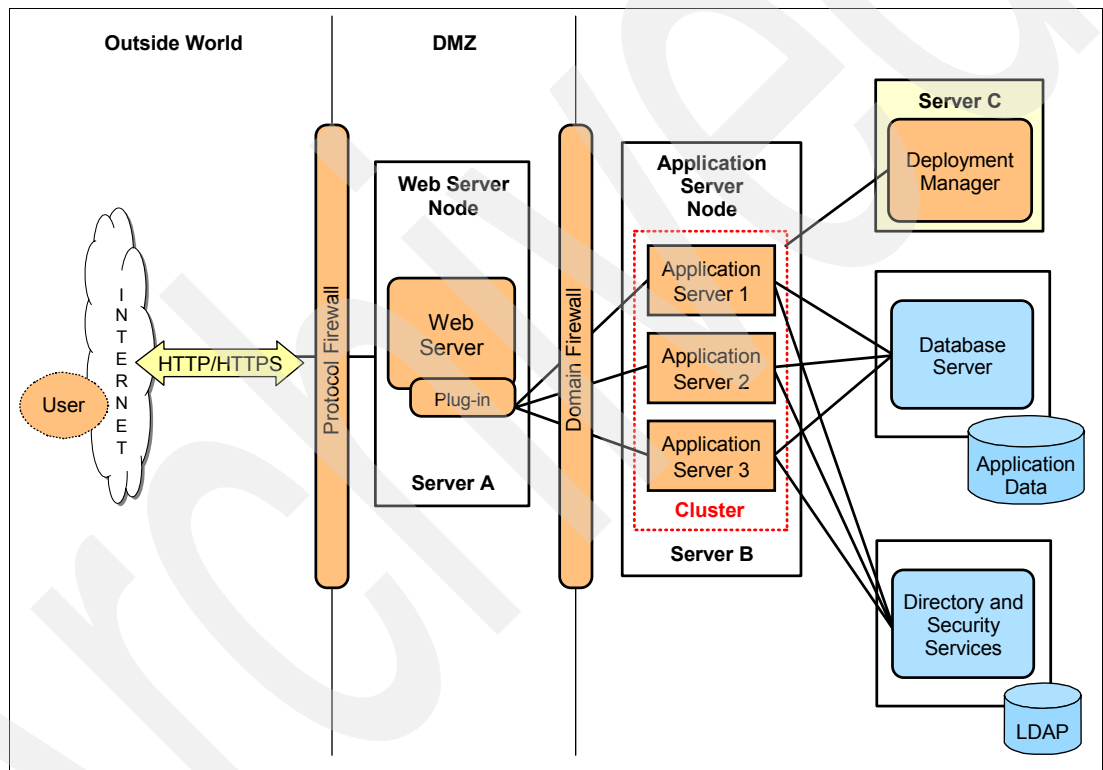 Outside World
DMZ
Server C
Deployment
Manager
Web Server
Node
Application
Server
Node
Protocol Firewall
Domain Firewall
INTERNET
HTTP/HTTPS
User
Web
Server
Plug-in
Server A
Application
Server 1
Application
Server 2
Application
Server 3
Cluster
Server B
Database
Server
Application
Data
Directory and
Security
Services
LDAP